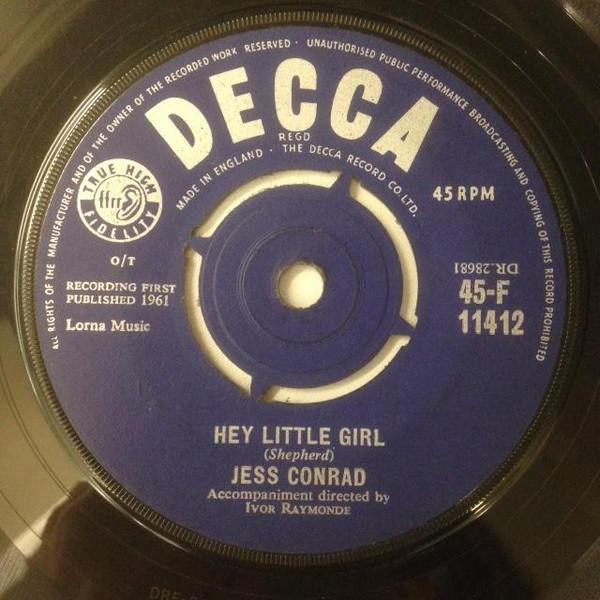 ALL RIGHTS OF THE MANUFACTURER AND OF THE OWNER OF THE RECORDED WORK RESERVED · UNAUTHORISED PUBLIC PERFORMANCE BROADCASTING AND COPYING OF THIS RECORD PROHIBITED
DECCA
REGD
MADE IN ENGLAND · THE DECCA RECORD CO. LTD.
TRUE HIGH
ffrr
FIDELITY
45 RPM
O/T
RECORDING FIRST
PUBLISHED 1961
Lorna Music
DR.28681
45-F
11412
HEY LITTLE GIRL
(Shepherd)
JESS CONRAD
Accompaniment directed by
IVOR RAYMONDE